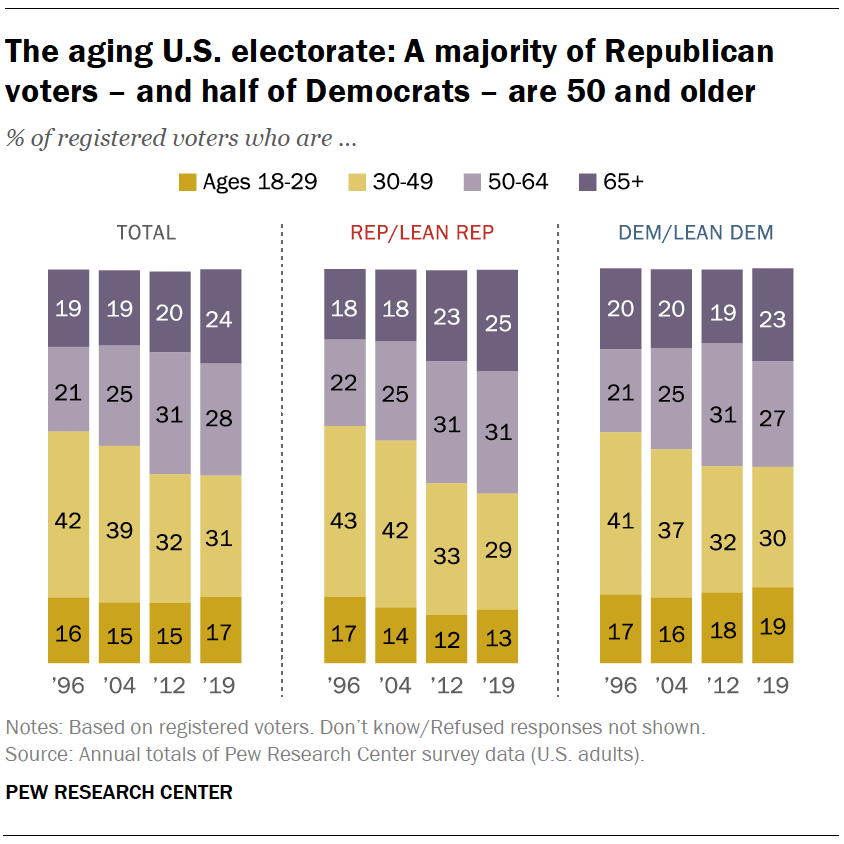 The aging U.S. electorate: A majority of Republican
voters – and half of Democrats – are 50 and older
% of registered voters who are ...
Ages 18-29 30-49 50-64 65+
TOTAL REP/LEAN REP DEM/LEAN DEM
19 19 20 24 18 18 23 25 20 20 19 23
21 25 31 28 22 25 31 31 21 25 31 27
42 39 32 31 43 42 33 29 41 37 32 30
16 15 15 17 17 14 12 13 17 16 18 19
’96 ’04 ’12 ’19 ’96 ’04 ’12 ’19 ’96 ’04 ’12 ’19
Notes: Based on registered voters. Don’t know/Refused responses not shown.
Source: Annual totals of Pew Research Center survey data (U.S. adults).
PEW RESEARCH CENTER